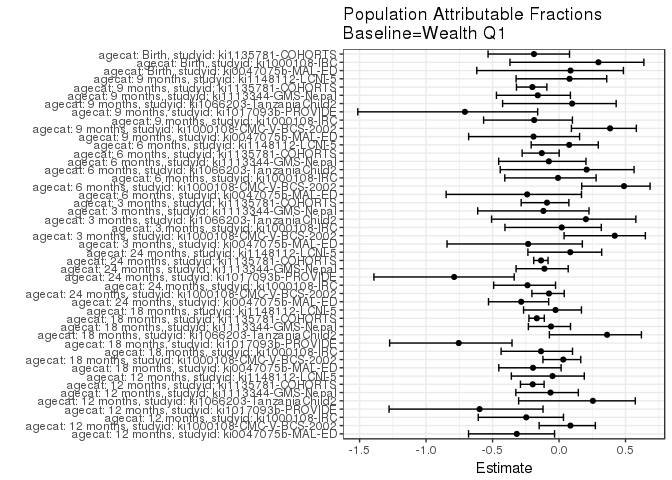 Population Attributable Fractions
Baseline=Wealth Q1
agecat: Birth, studyid: ki1135781-COHORTS
agecat: Birth, studyid: ki1000108-IRC
agecat: Birth, studyid: ki0047075b-MAL-ED
agecat: 9 months, studyid: ki1148112-LCNI-5
agecat: 9 months, studyid: ki1135781-COHORTS
agecat: 9 months, studyid: ki1113344-GMS-Nepal
agecat: 9 months, studyid: ki1066203-TanzaniaChild2
agecat: 9 months, studyid: ki1017093b-PROVIDE
agecat: 9 months, studyid: ki1000108-IRC
agecat: 9 months, studyid: ki1000108-CMC-V-BCS-2002
agecat: 9 months, studyid: ki0047075b-MAL-ED
agecat: 6 months, studyid: ki1148112-LCNI-5
agecat: 6 months, studyid: ki1135781-COHORTS
agecat: 6 months, studyid: ki1113344-GMS-Nepal
agecat: 6 months, studyid: ki1066203-TanzaniaChild2
agecat: 6 months, studyid: ki1000108-IRC
agecat: 6 months, studyid: ki1000108-CMC-V-BCS-2002
agecat: 6 months, studyid: ki0047075b-MAL-ED
agecat: 3 months, studyid: ki1135781-COHORTS
agecat: 3 months, studyid: ki1113344-GMS-Nepal
agecat: 3 months, studyid: ki1066203-TanzaniaChild2
agecat: 3 months, studyid: ki1000108-IRC
agecat: 3 months, studyid: ki1000108-CMC-V-BCS-2002
agecat: 3 months, studyid: ki0047075b-MAL-ED
agecat: 24 months, studyid: ki1148112-LCNI-5
agecat: 24 months, studyid: ki1135781-COHORTS
agecat: 24 months, studyid: ki1113344-GMS-Nepal
agecat: 24 months, studyid: ki1017093b-PROVIDE
agecat: 24 months, studyid: ki1000108-IRC
agecat: 24 months, studyid: ki1000108-CMC-V-BCS-2002
agecat: 24 months, studyid: ki0047075b-MAL-ED
agecat: 18 months, studyid: ki1148112-LCNI-5
agecat: 18 months, studyid: ki1135781-COHORTS
agecat: 18 months, studyid: ki1113344-GMS-Nepal
agecat: 18 months, studyid: ki1066203-TanzaniaChild2
agecat: 18 months, studyid: ki1017093b-PROVIDE
agecat: 18 months, studyid: ki1000108-IRC
agecat: 18 months, studyid: ki1000108-CMC-V-BCS-2002
agecat: 18 months, studyid: ki0047075b-MAL-ED
agecat: 12 months, studyid: ki1148112-LCNI-5
agecat: 12 months, studyid: ki1135781-COHORTS
agecat: 12 months, studyid: ki1113344-GMS-Nepal
agecat: 12 months, studyid: ki1066203-TanzaniaChild2
agecat: 12 months, studyid: ki1017093b-PROVIDE
agecat: 12 months, studyid: ki1000108-IRC
agecat: 12 months, studyid: ki1000108-CMC-V-BCS-2002
agecat: 12 months, studyid: ki0047075b-MAL-ED
-1.5 -1.0 -0.5 0.0 0.5
Estimate